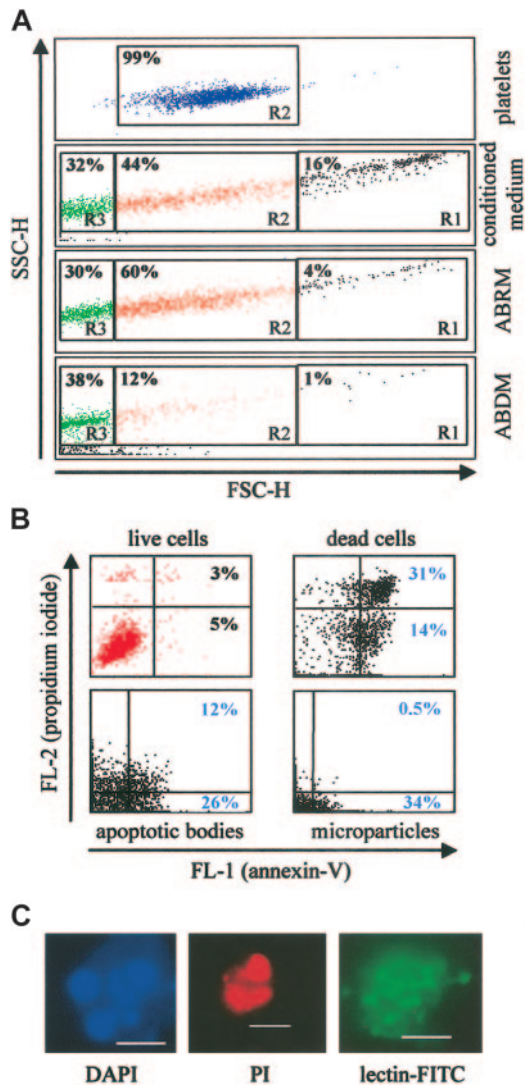 A
99%
R2
platelets
32%
44%
16%
R3
R2
R1
conditioned
medium
30%
60%
4%
R3
R2
R1
ABRM
38%
12%
1%
R3
R2
R1
ABDM
SSC-H
FSC-H
B
live cells
dead cells
3%
31%
5%
14%
12%
0.5%
26%
34%
apoptotic bodies
microparticles
FL-2 (propidium iodide)
FL-1 (annexin-V)
C
DAPI
PI
lectin-FITC